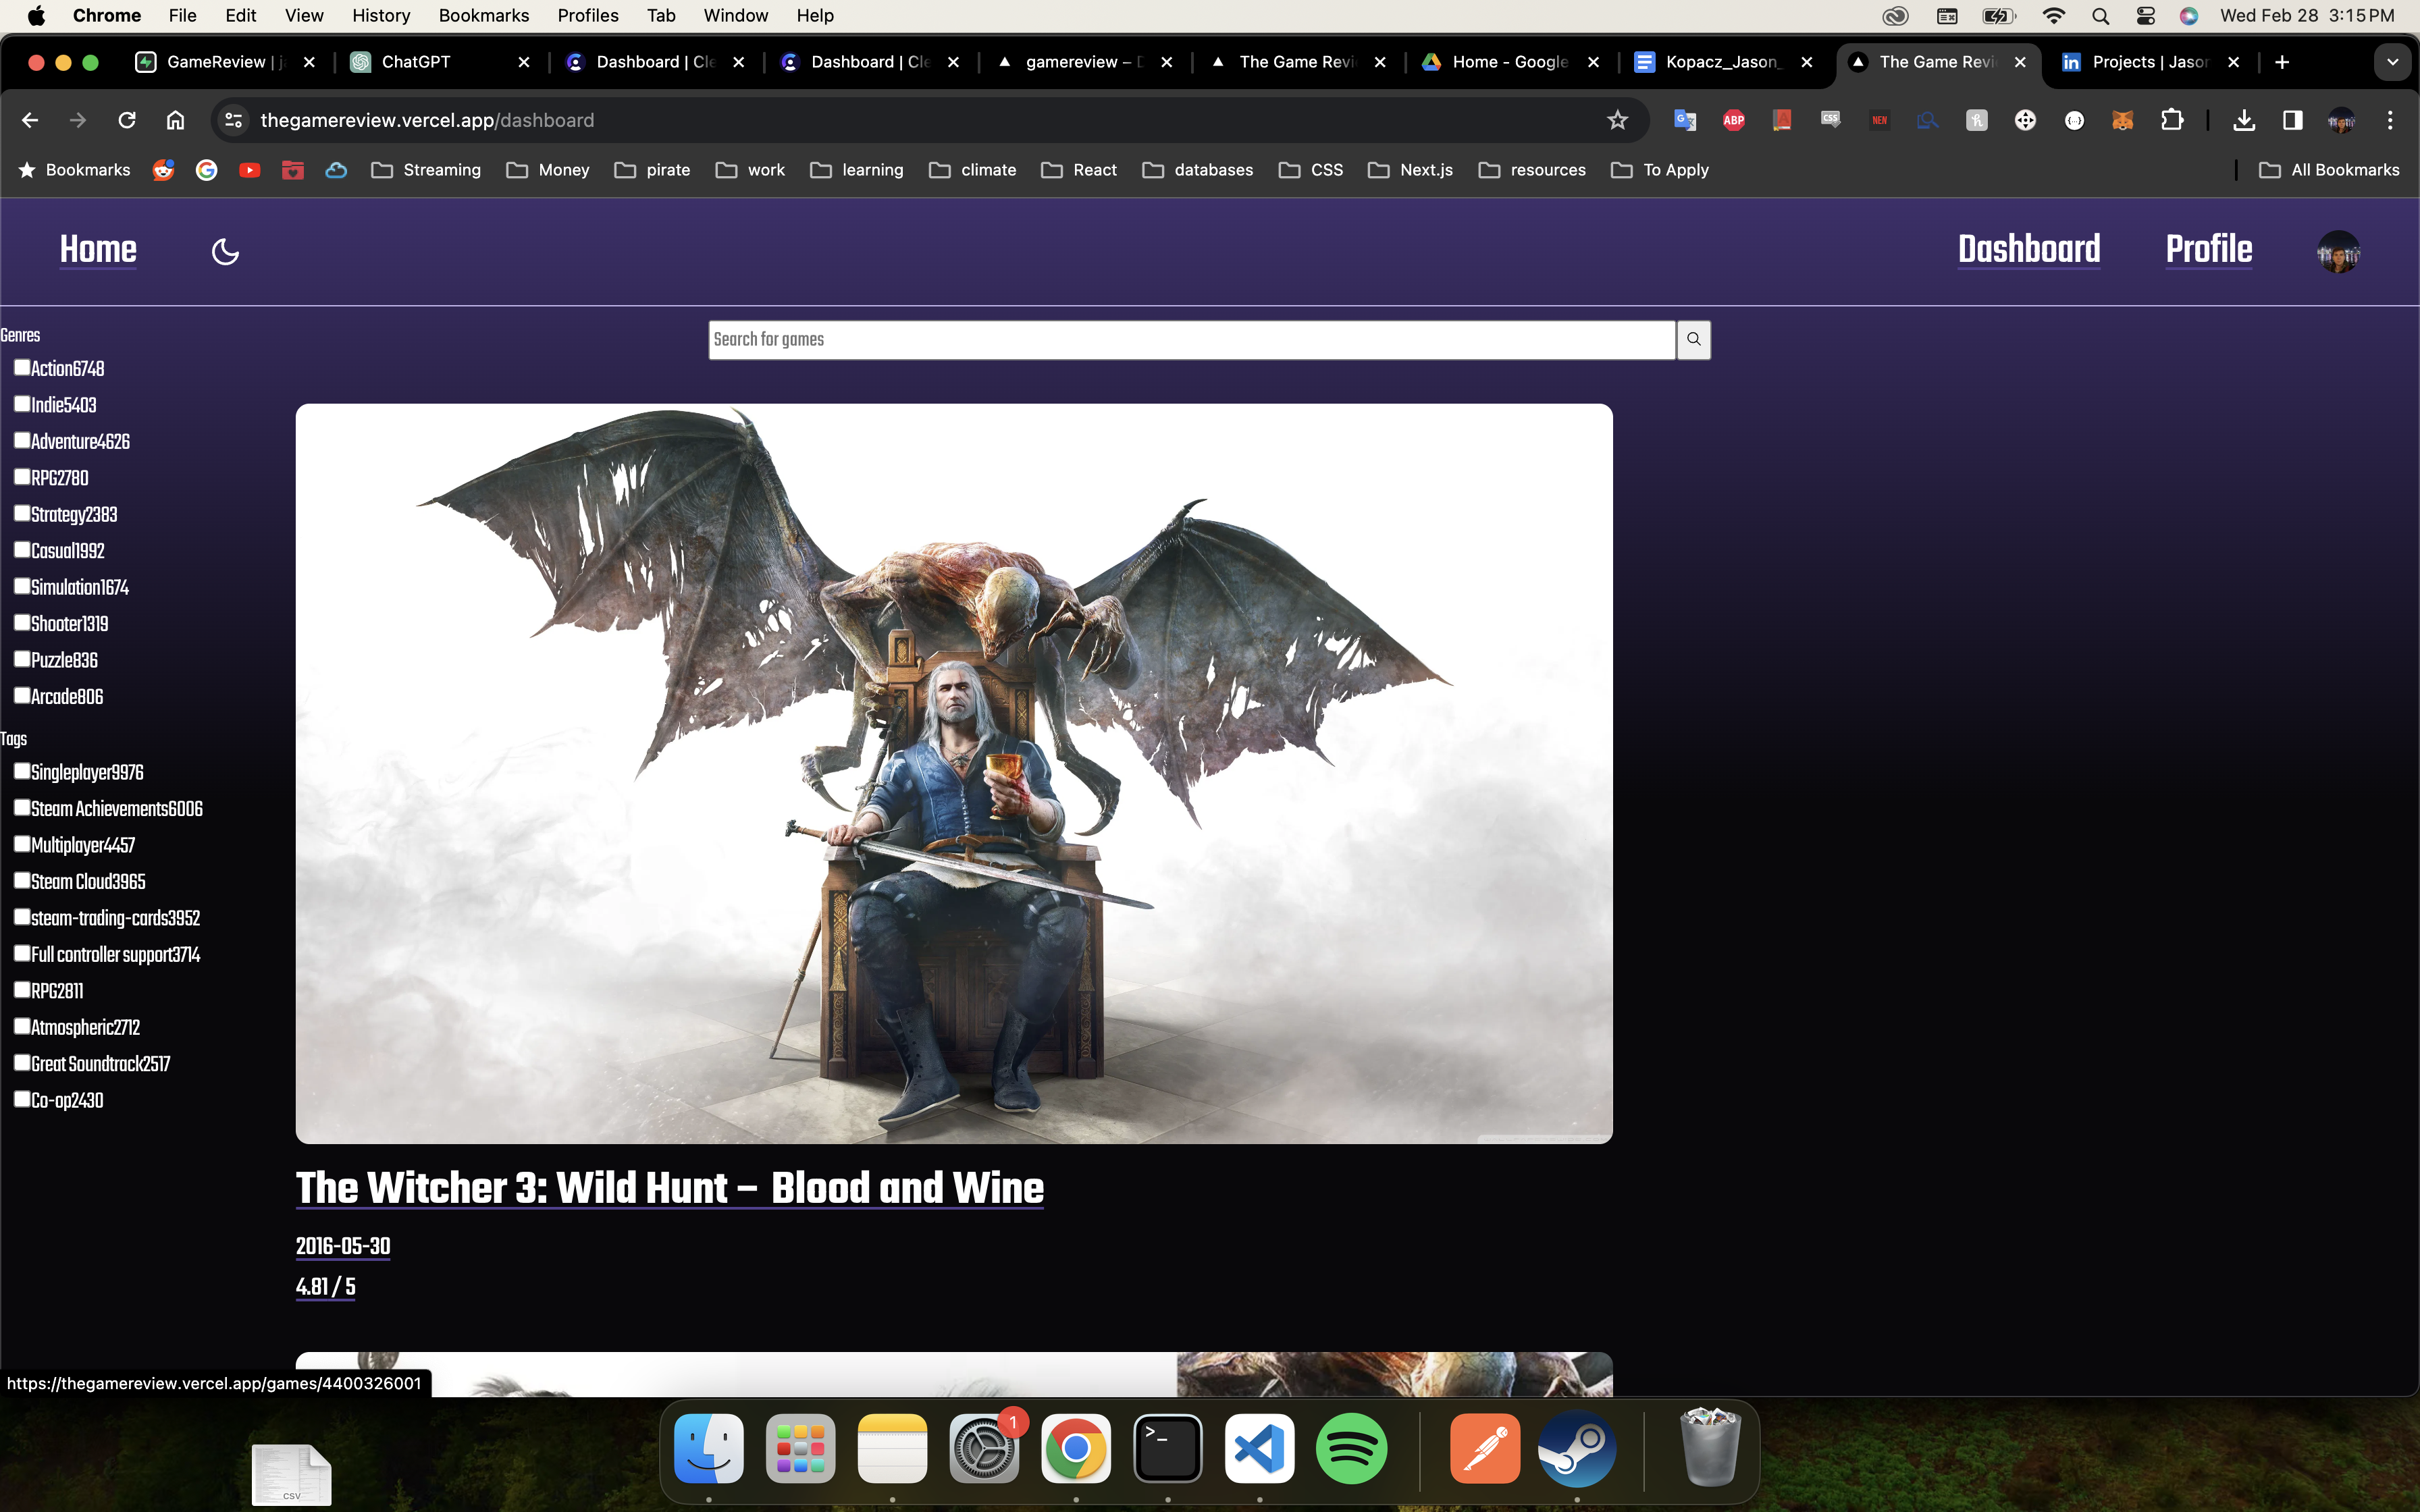 Chrome File Edit View History Bookmarks Profiles Tab Window Help Wed Feb 28 3:15 PM
GameReview | ja ChatGPT Dashboard | Cle Dashboard | Cle gamereview – D The Game Revi Home - Google Kopacz_Jason_ The Game Revi Projects | Jason
thegamereview.vercel.app/dashboard ABP CSS NEN
Bookmarks Streaming Money pirate work learning climate React databases CSS Next.js resources To Apply All Bookmarks
Home Dashboard Profile
Search for games
Genres
Action6748
Indie5403
Adventure4626
RPG2780
Strategy2383
Casual1992
Simulation1674
Shooter1319
Puzzle836
Arcade806
Tags
Singleplayer9976
Steam Achievements6006
Multiplayer4457
Steam Cloud3965
steam-trading-cards3952
Full controller support3714
RPG2811
Atmospheric2712
Great Soundtrack2517
Co-op2430
The Witcher 3: Wild Hunt – Blood and Wine
2016-05-30
4.81 / 5
https://thegamereview.vercel.app/games/4400326001
1
CSV